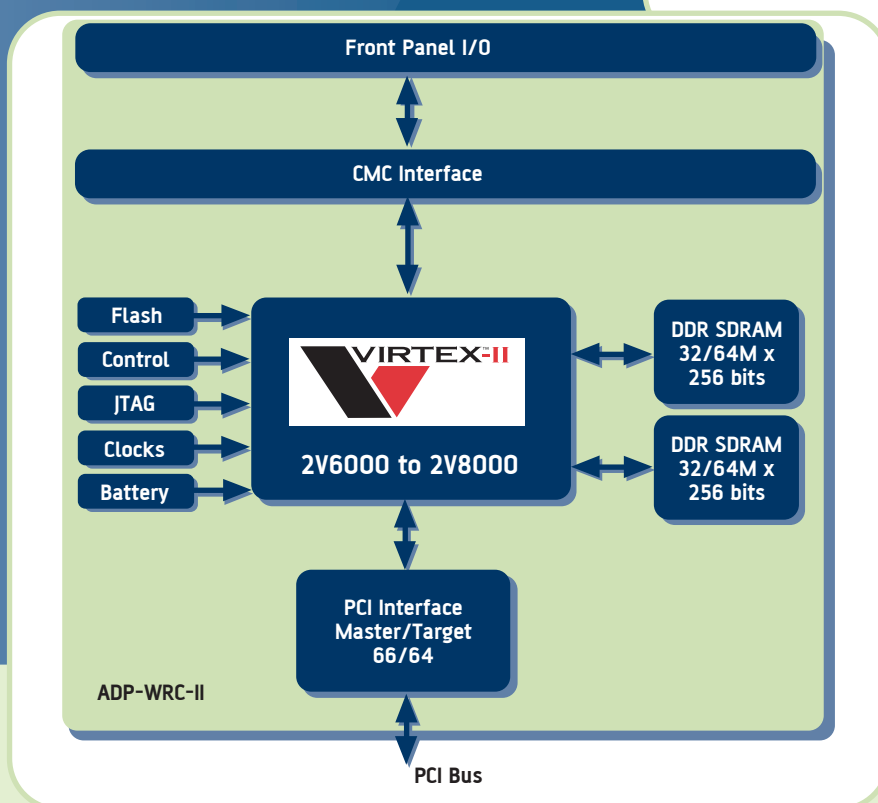 Front Panel I/O
CMC Interface
Flash
Control
JTAG
Clocks
Battery
VIRTEX™-II
2V6000 to 2V8000
DDR SDRAM
32/64M x
256 bits
DDR SDRAM
32/64M x
256 bits
PCI Interface
Master/Target
66/64
ADP-WRC-II
PCI Bus